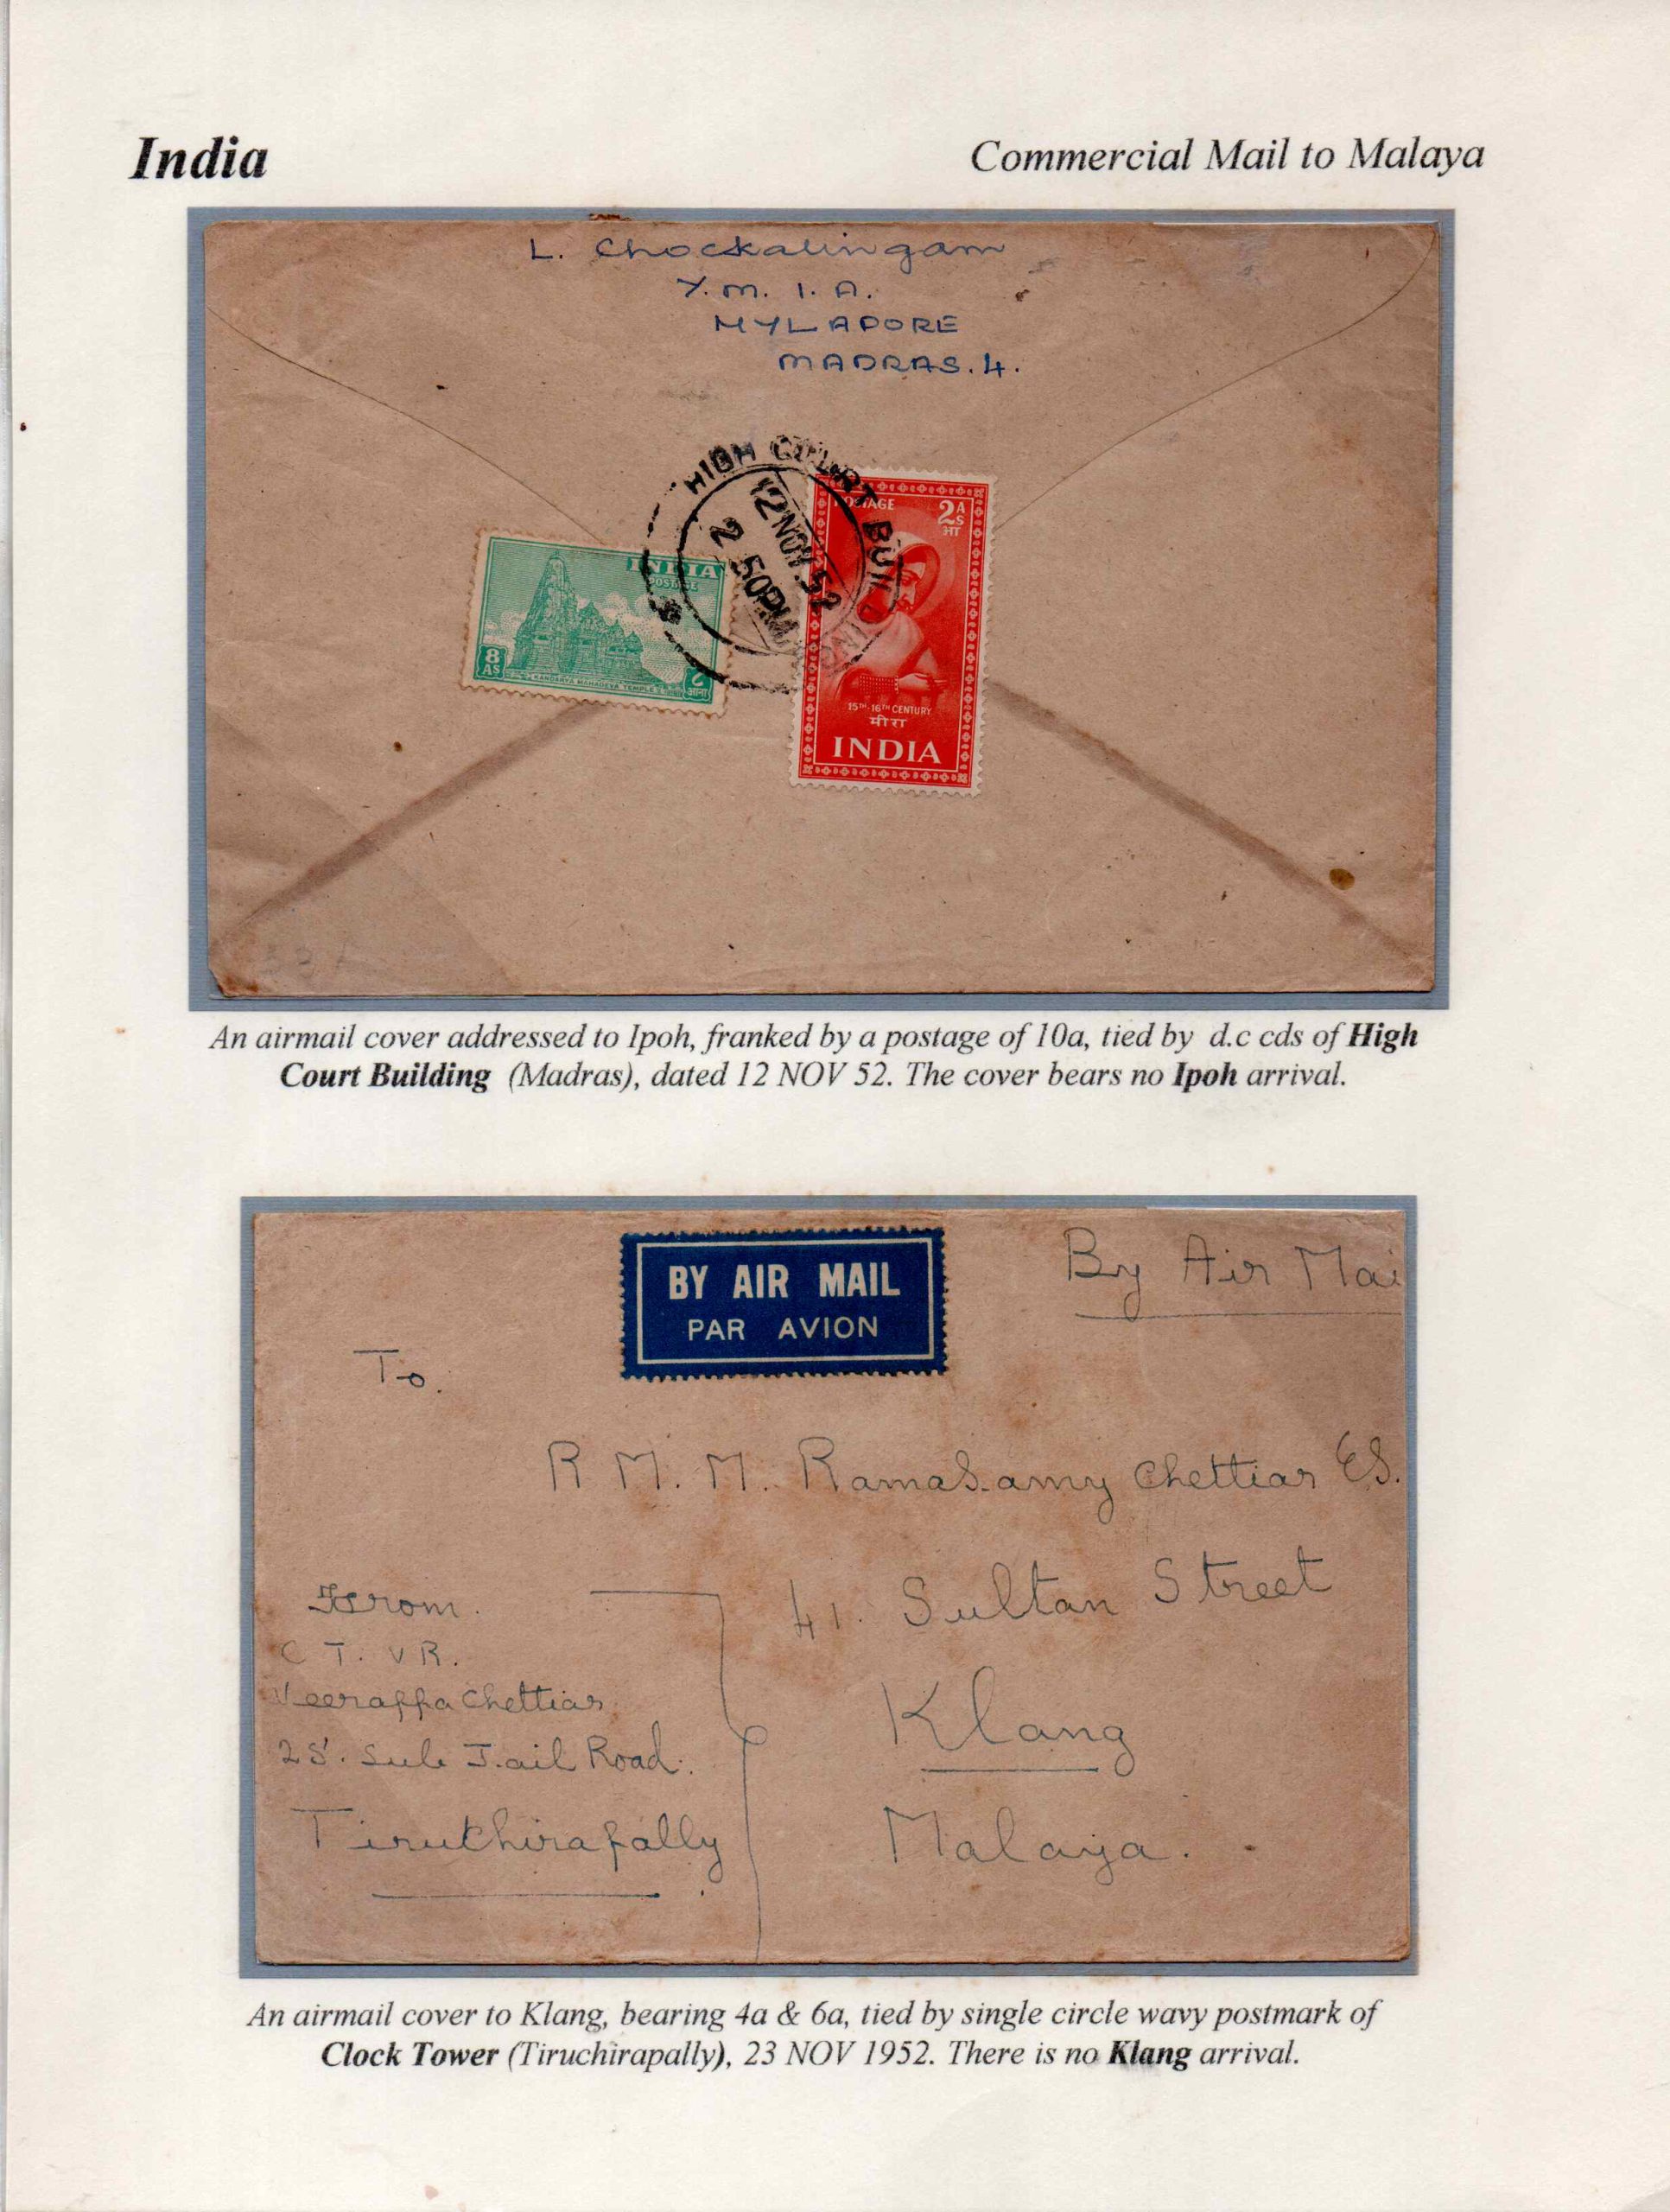 India
Commercial Mail to Malaya
L. Chockalingam
Y. M. I. A.
MYLAPORE
MADRAS. 4.
HIGH COURT BUILDING
12 NOV 52
2 50PM
INDIA
POSTAGE
8 AS
KANDARYA MAHADEVA TEMPLE
८ आना
POSTAGE
2 AS
आ
15TH-16TH CENTURY
मीरा
INDIA
An airmail cover addressed to Ipoh, franked by a postage of 10a, tied by d.c cds of High
Court Building (Madras), dated 12 NOV 52. The cover bears no Ipoh arrival.
BY AIR MAIL
PAR AVION
By Air Mai
To.
R M. M. Ramasamy Chettiar ES.
41. Sultan Street
Klang
Malaya.
From.
C T. V R.
Veerappa Chettiar
25. Sub Jail Road.
Tiruchirapally
An airmail cover to Klang, bearing 4a & 6a, tied by single circle wavy postmark of
Clock Tower (Tiruchirapally), 23 NOV 1952. There is no Klang arrival.